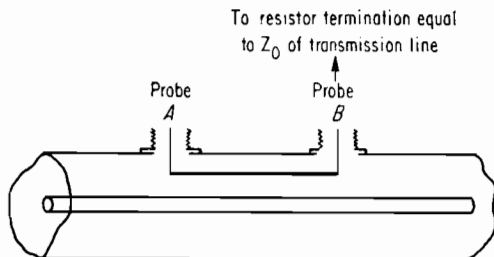 To resistor termination equal
to Z₀ of transmission line
Probe
A
Probe
B